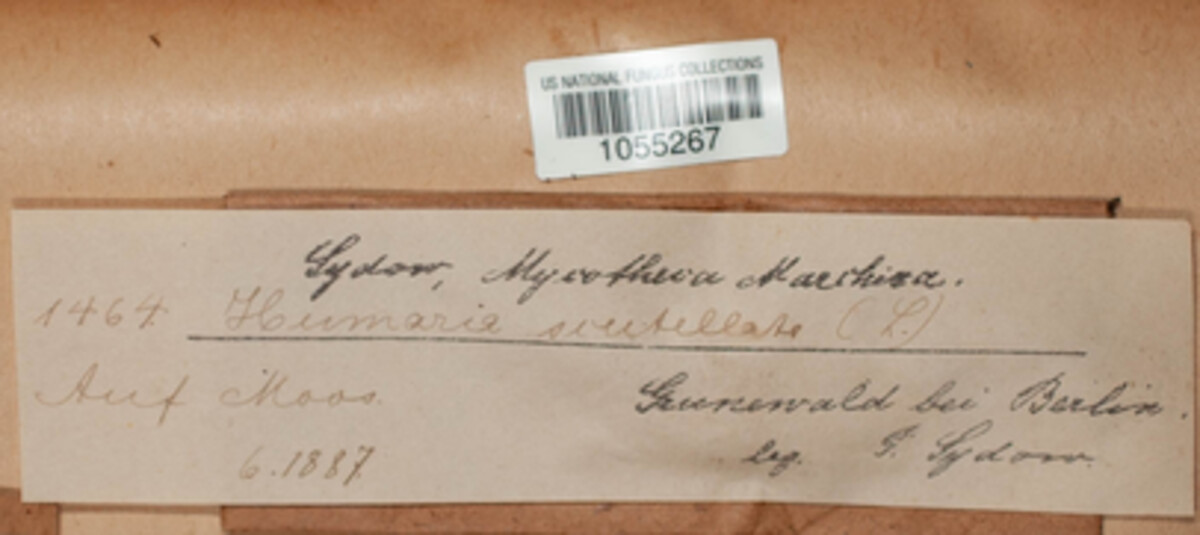 US NATIONAL FUNGUS COLLECTIONS
1055267
Sydow, Mycotheca Marchica.
1464. Humaria scutellata (L.)
Auf Moos.
Grunewald bei Berlin.
6.1887.
leg. P. Sydow.